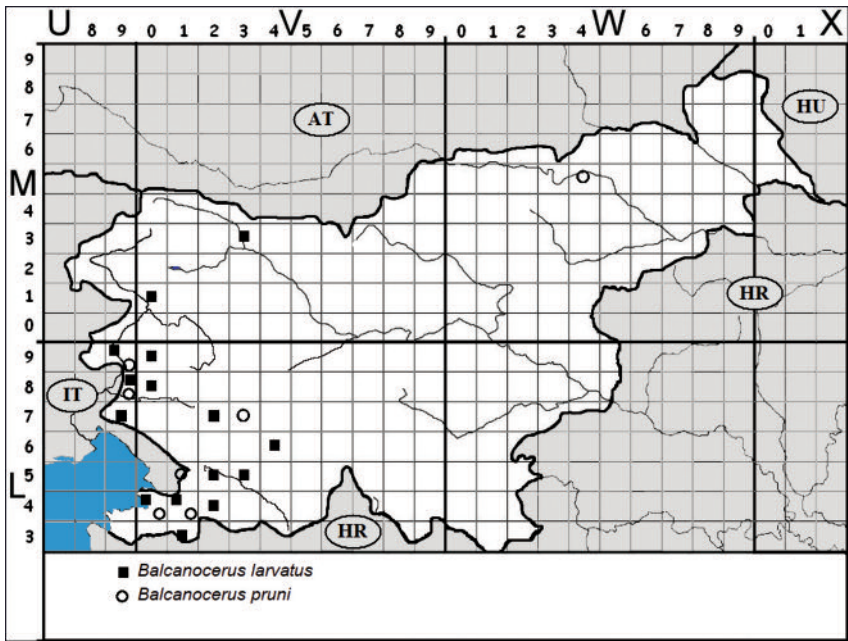 U 8 9 0 1 2 3 4 V 5 6 7 8 9 0 1 2 3 4 W 6 7 8 9 0 1 X
9
8
HU
7
AT
6
M
4
3
2
HR
1
0
9
8
IT
7
6
5
L
4
HR
3
Balcanocerus larvatus
Balcanocerus pruni